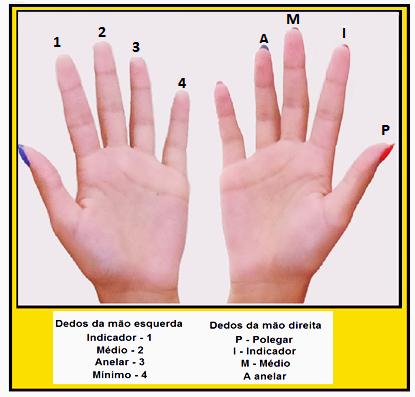 1 2 3 4 A M I P
Dedos da mão esquerda
Indicador - 1
Médio - 2
Anelar - 3
Mínimo - 4
Dedos da mão direita
P - Polegar
I - Indicador
M - Médio
A anelar